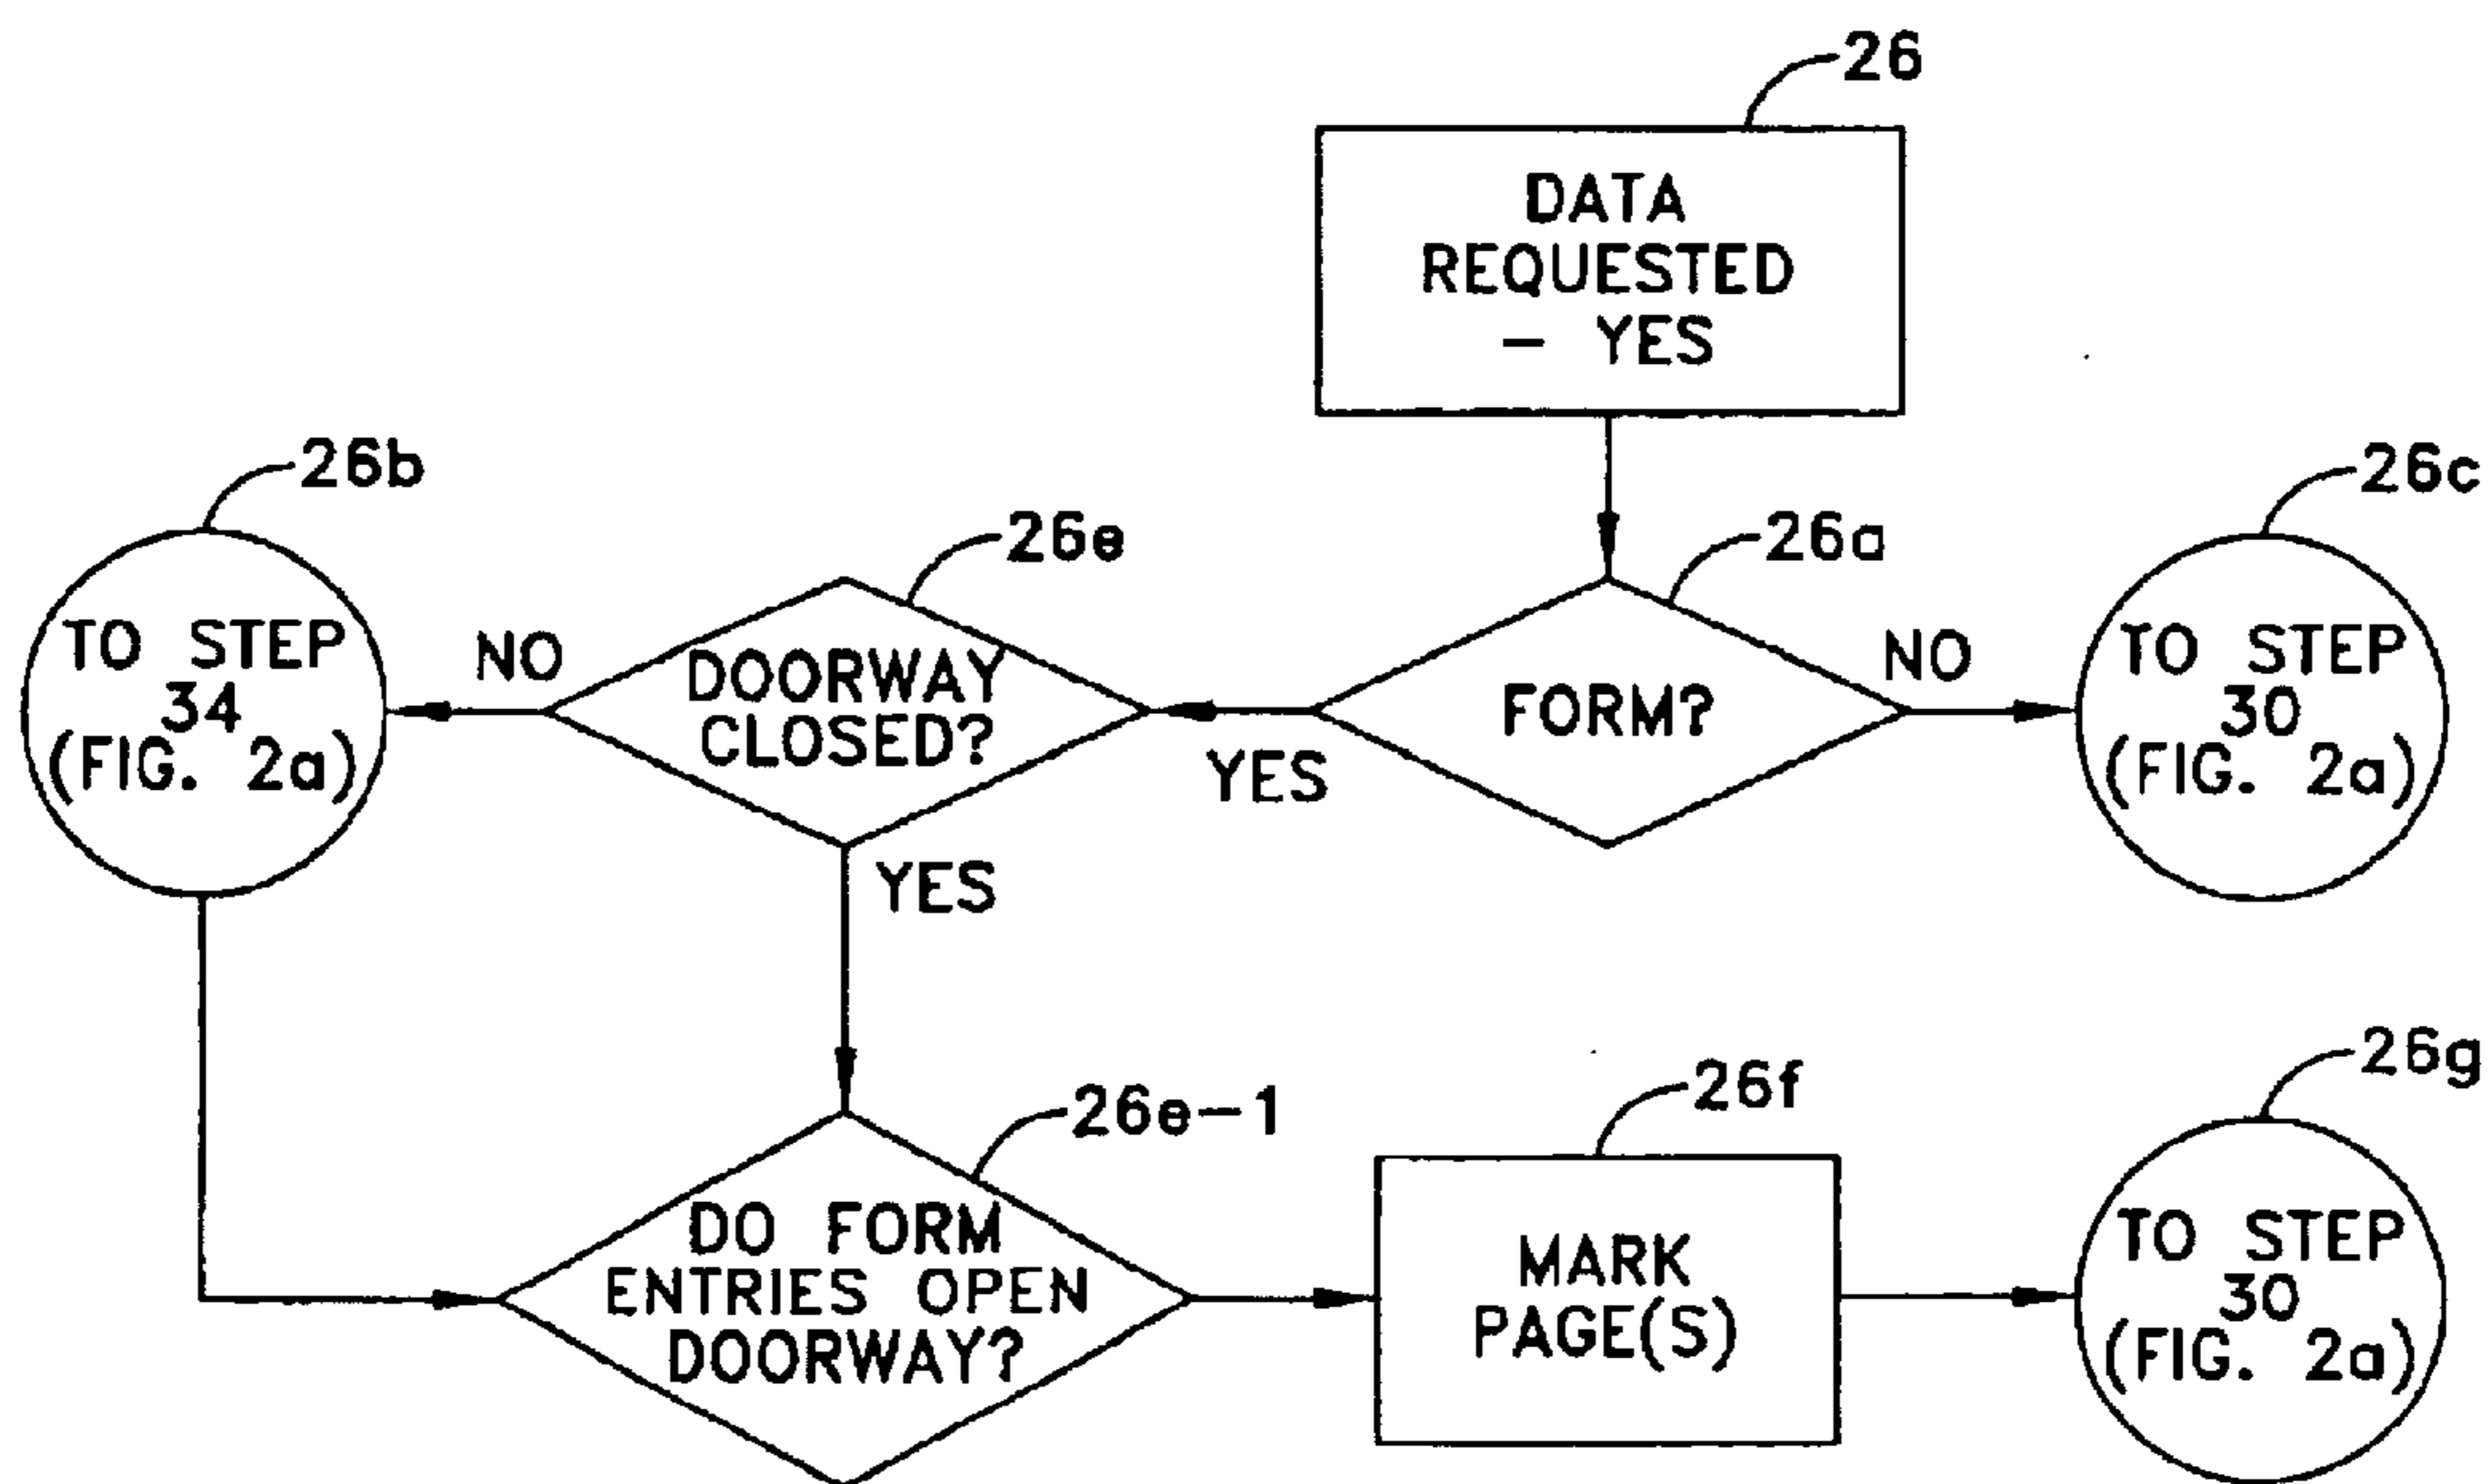 26
DATA
REQUESTED
– YES
26b
26e
26a
26c
TO STEP
34
(FIG. 2a)
NO
DOORWAY
CLOSED?
YES
FORM?
NO
TO STEP
30
(FIG. 2a)
YES
26e-1
26f
26g
DO FORM
ENTRIES OPEN
DOORWAY?
MARK
PAGE(S)
TO STEP
30
(FIG. 2a)